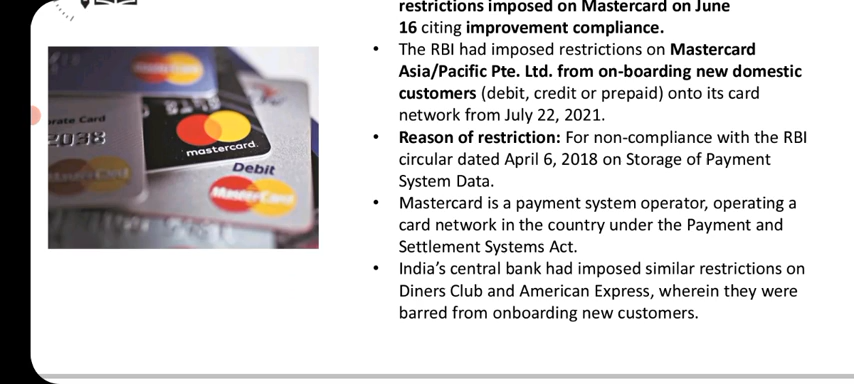 restrictions imposed on Mastercard on June
16 citing improvement compliance.
• The RBI had imposed restrictions on Mastercard
Asia/Pacific Pte. Ltd. from on-boarding new domestic
customers (debit, credit or prepaid) onto its card
network from July 22, 2021.
• Reason of restriction: For non-compliance with the RBI
circular dated April 6, 2018 on Storage of Payment
System Data.
• Mastercard is a payment system operator, operating a
card network in the country under the Payment and
Settlement Systems Act.
• India's central bank had imposed similar restrictions on
Diners Club and American Express, wherein they were
barred from onboarding new customers.
orate Card
2038
mastercard.
Debit
MasterCard